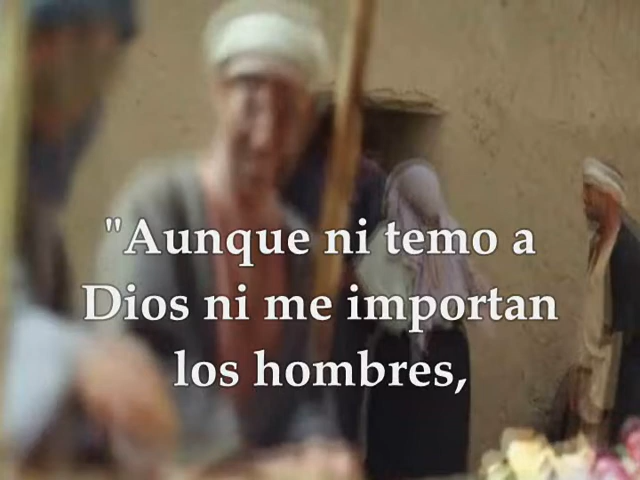 "Aunque ni temo a
Dios ni me importan
los hombres,